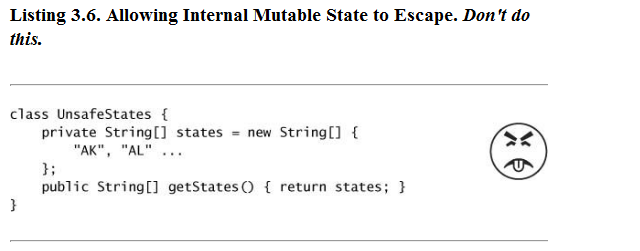 Listing 3.6. Allowing Internal Mutable State to Escape. Don't do
this.
class UnsafeStates {
    private String[] states = new String[] {
        "AK", "AL" ...
    };
    public String[] getStates() { return states; }
}